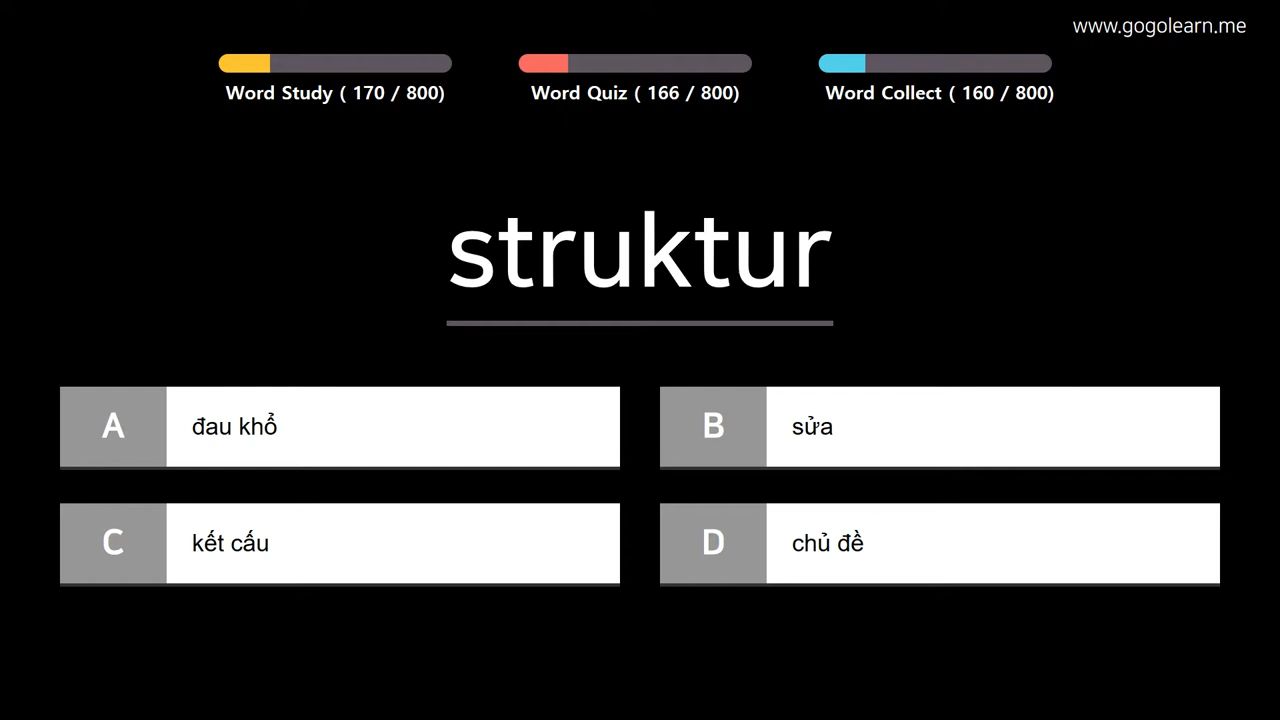 www.gogolearn.me
Word Study ( 170 / 800)
Word Quiz ( 166 / 800)
Word Collect ( 160 / 800)
struktur
A đau khổ
B sửa
C kết cấu
D chủ đề